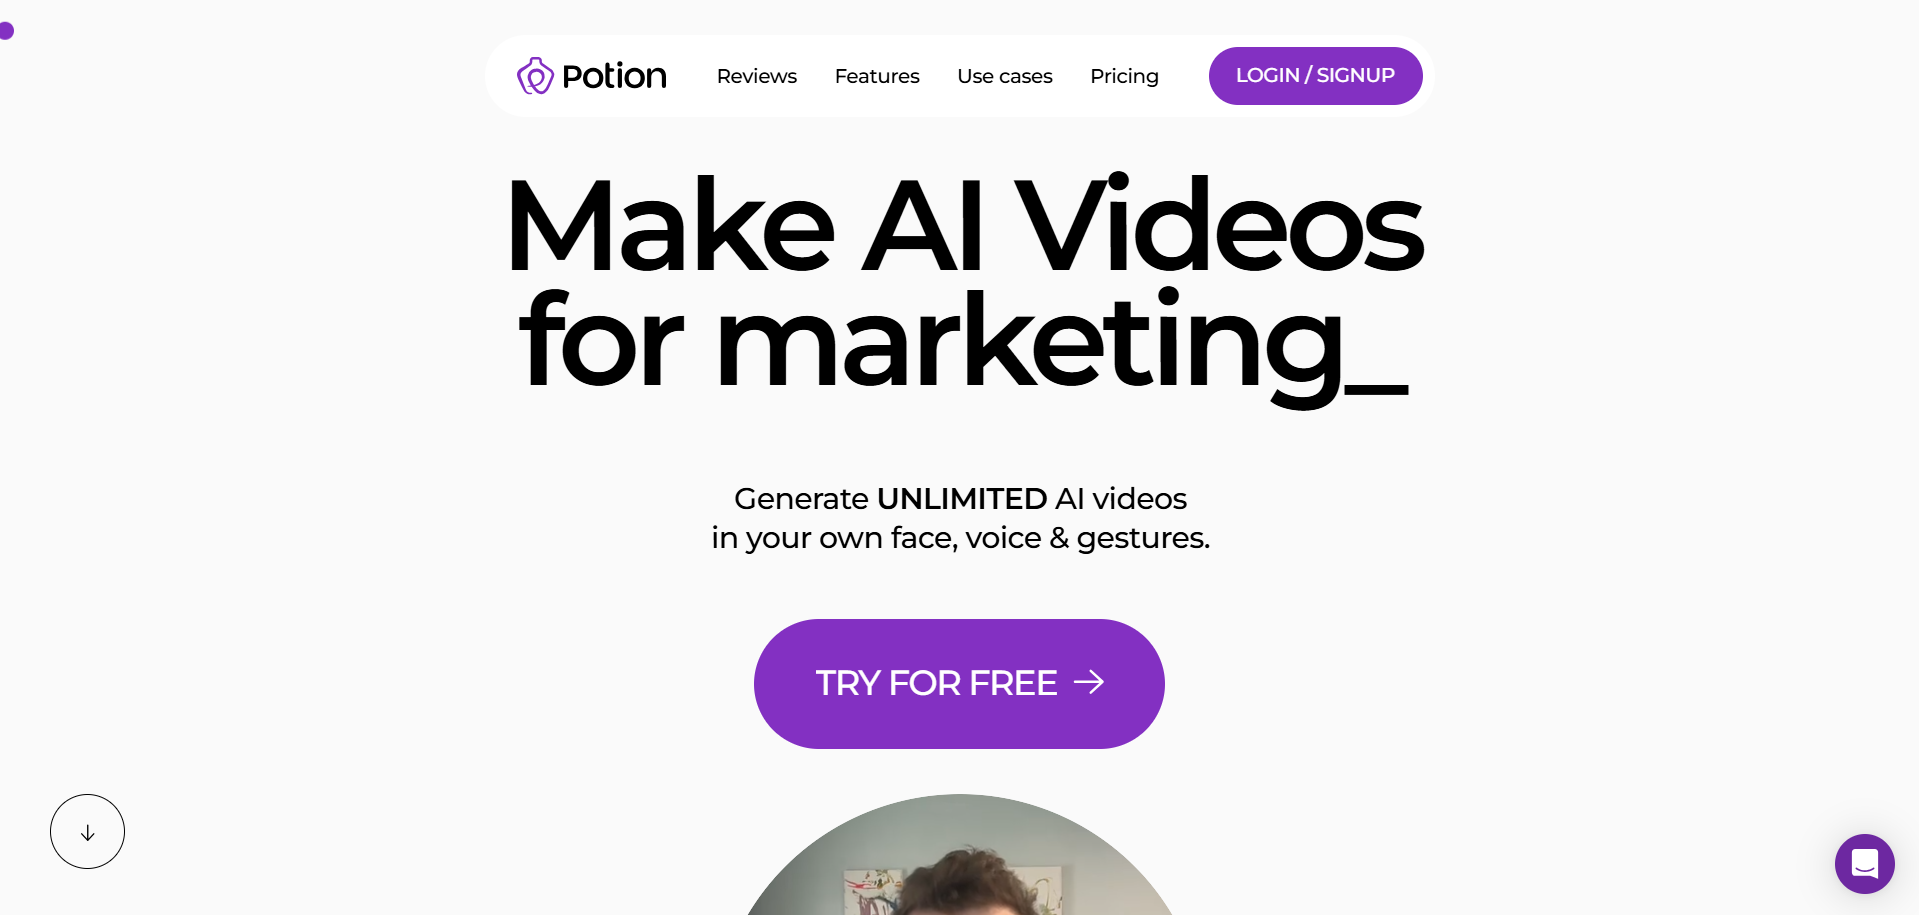 Potion
Reviews
Features
Use cases
Pricing
LOGIN / SIGNUP
Make AI Videos
for marketing_
Generate UNLIMITED AI videos
in your own face, voice & gestures.
TRY FOR FREE